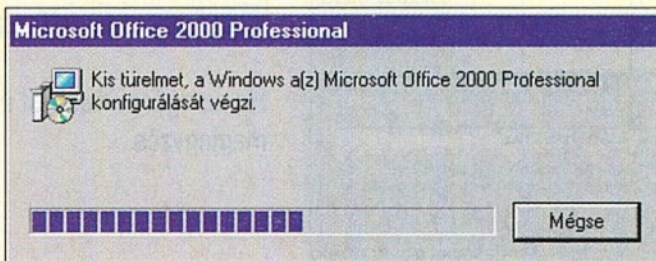 Microsoft Office 2000 Professional
Kis türelmet, a Windows a(z) Microsoft Office 2000 Professional
konfigurálását végzi.
Mégse